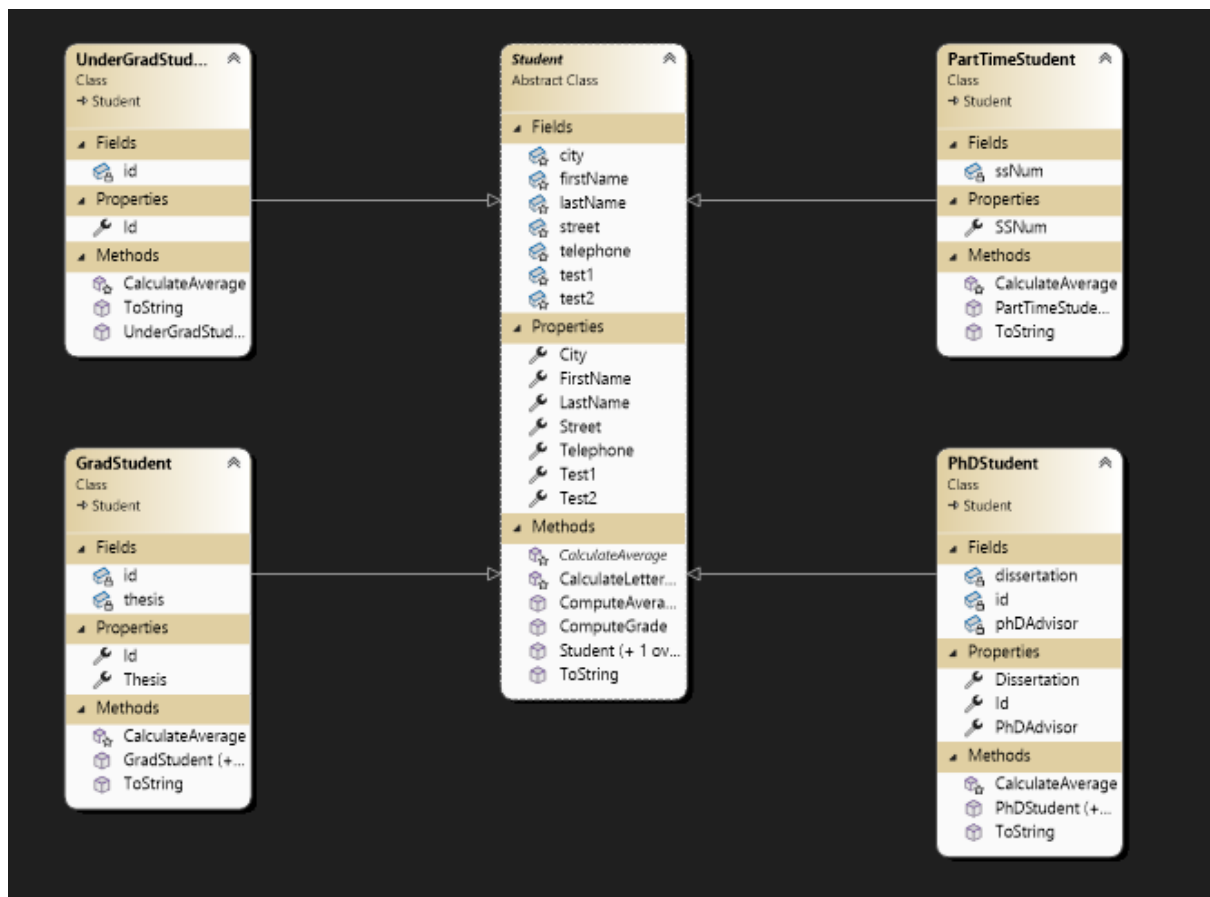 UnderGradStud...
Class
Student
Fields
id
Properties
Id
Methods
CalculateAverage
ToString
UnderGradStud...
Student
Abstract Class
Fields
city
firstName
lastName
street
telephone
test1
test2
Properties
City
FirstName
LastName
Street
Telephone
Test1
Test2
Methods
CalculateAverage
CalculateLetter...
ComputeAvera...
ComputeGrade
Student (+ 1 ov...
ToString
PartTimeStudent
Class
Student
Fields
ssNum
Properties
SSNum
Methods
CalculateAverage
PartTimeStude...
ToString
GradStudent
Class
Student
Fields
id
thesis
Properties
Id
Thesis
Methods
CalculateAverage
GradStudent (+...
ToString
PhDStudent
Class
Student
Fields
dissertation
id
phDAdvisor
Properties
Dissertation
Id
PhDAdvisor
Methods
CalculateAverage
PhDStudent (+...
ToString